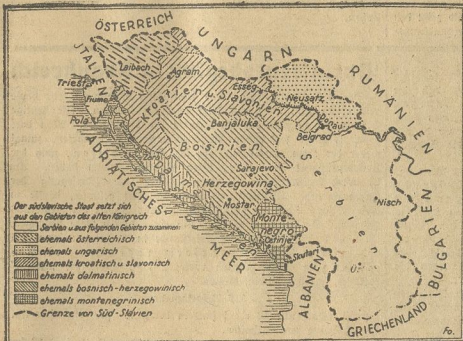 ÖSTERREICH
UNGARN
RUMÄNIEN
ITALIEN
Laibach
Agram
Triest
Fiume
Pola
Esseg
Neusatz
Donau
Belgrad
Kroatien u Slavonien
Banjaluka
Bosnien
Serbien
Sarajevo
Herzegowina
Mostar
Nisch
ADRIATISCHES
MEER
Monte
negro
Cetinje
Skutari
ALBANIEN
BULGARIEN
GRIECHENLAND
Der südslavische Staat setzt sich
aus den Gebieten des alten Königreich
Serbien u aus folgenden Gebieten zusammen:
ehemals österreichisch
ehemals ungarisch
ehemals kroatisch u slavonisch
ehemals dalmatinisch
ehemals bosnisch-herzegowinisch
ehemals montenegrinisch
Grenze von Süd-Slavien
Fo.